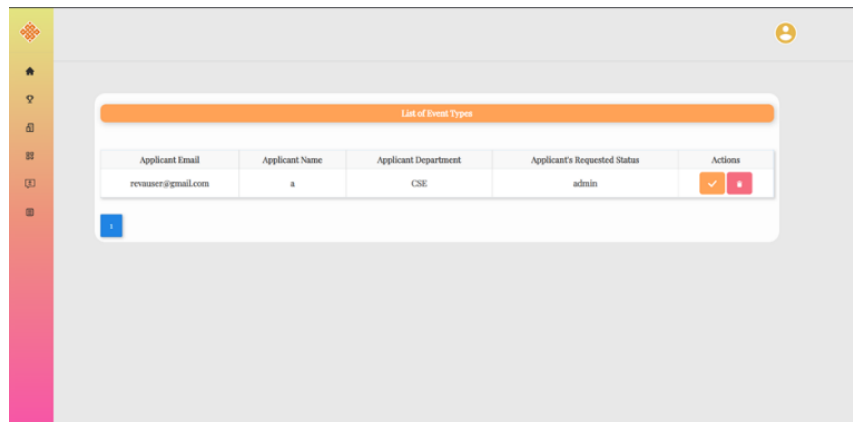 List of Event Types
Applicant Email Applicant Name Applicant Department Applicant's Requested Status Actions
revauser@gmail.com a CSE admin
1